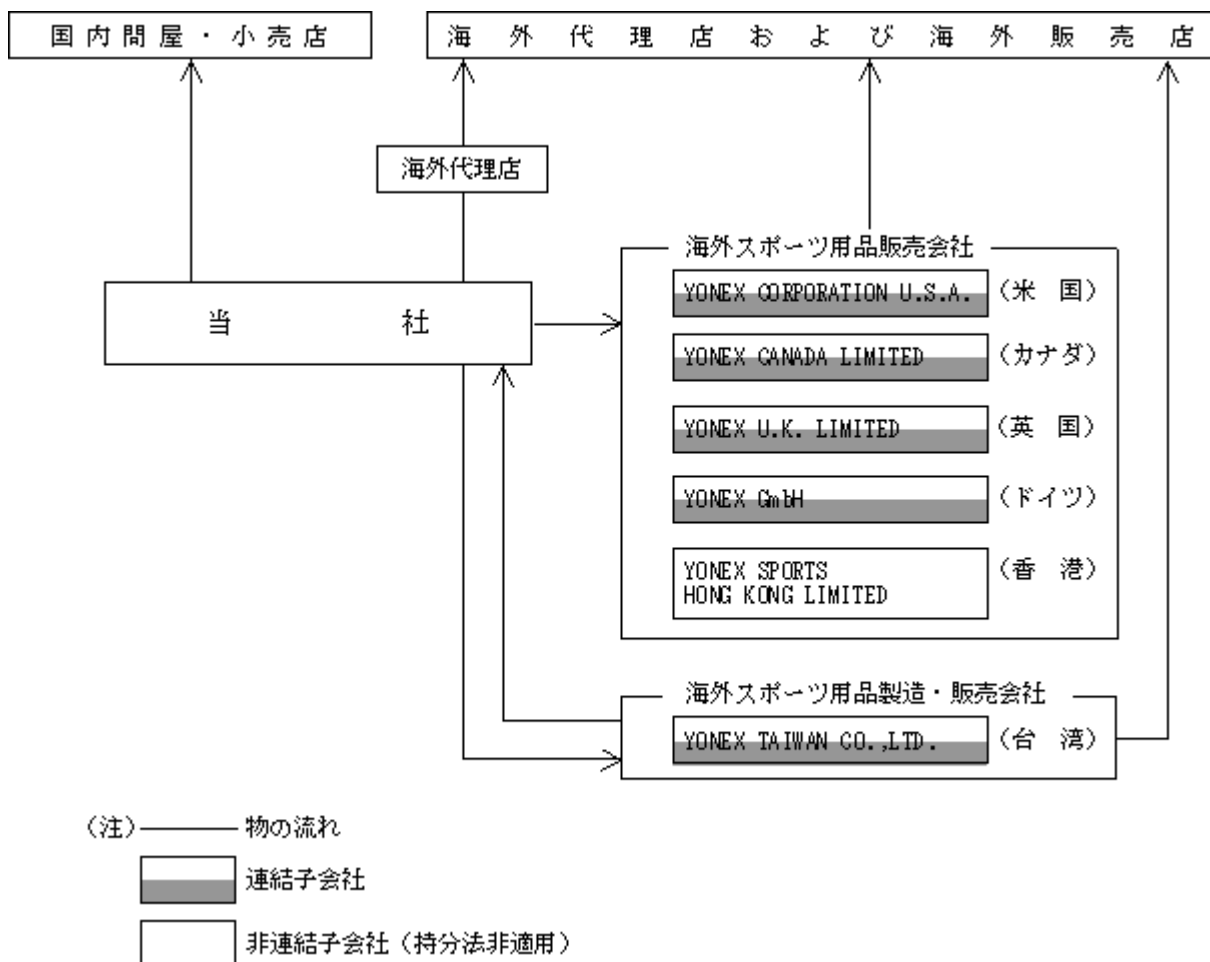 国内問屋・小売店
海外代理店および海外販売店
海外代理店
海外スポーツ用品販売会社
当社
YONEX CORPORATION U.S.A.（米国）
YONEX CANADA LIMITED（カナダ）
YONEX U.K. LIMITED（英国）
YONEX GmbH（ドイツ）
YONEX SPORTS（香港）
HONG KONG LIMITED
海外スポーツ用品製造・販売会社
YONEX TAIWAN CO.,LTD.（台湾）
（注）物の流れ
連結子会社
非連結子会社（持分法非適用）